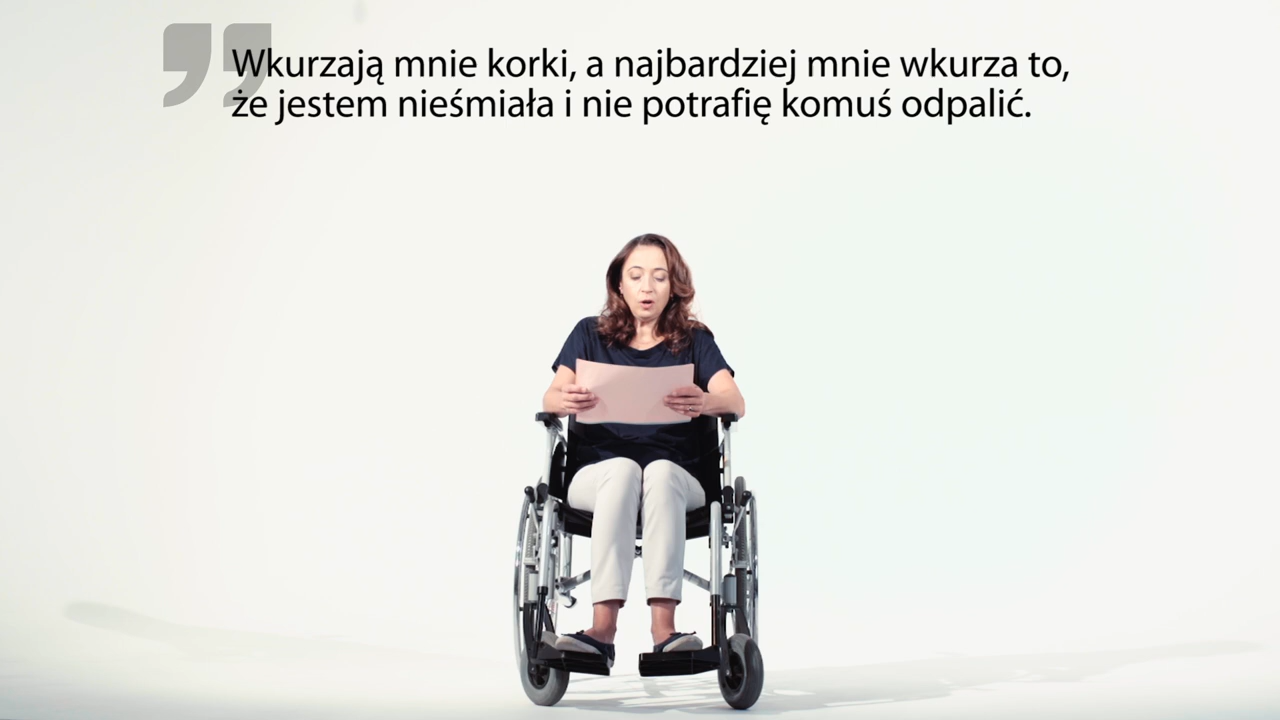 Wkurzają mnie korki, a najbardziej mnie wkurza to,
że jestem nieśmiała i nie potrafię komuś odpalić.